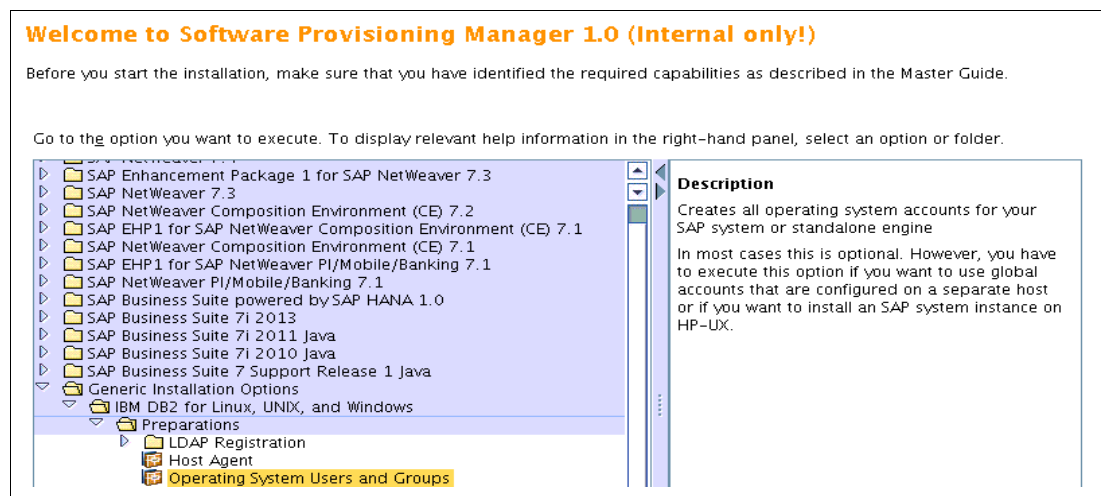 Welcome to Software Provisioning Manager 1.0 (Internal only!)
Before you start the installation, make sure that you have identified the required capabilities as described in the Master Guide.
Go to the option you want to execute. To display relevant help information in the right-hand panel, select an option or folder.
SAP Enhancement Package 1 for SAP NetWeaver 7.3
SAP NetWeaver 7.3
SAP NetWeaver Composition Environment (CE) 7.2
SAP EHP1 for SAP NetWeaver Composition Environment (CE) 7.1
SAP NetWeaver Composition Environment (CE) 7.1
SAP EHP1 for SAP NetWeaver PI/Mobile/Banking 7.1
SAP NetWeaver PI/Mobile/Banking 7.1
SAP Business Suite powered by SAP HANA 1.0
SAP Business Suite 7i 2013
SAP Business Suite 7i 2011 Java
SAP Business Suite 7i 2010 Java
SAP Business Suite 7 Support Release 1 Java
Generic Installation Options
IBM DB2 for Linux, UNIX, and Windows
Preparations
LDAP Registration
Host Agent
Operating System Users and Groups
Description
Creates all operating system accounts for your
SAP system or standalone engine
In most cases this is optional. However, you have
to execute this option if you want to use global
accounts that are configured on a separate host
or if you want to install an SAP system instance on
HP-UX.